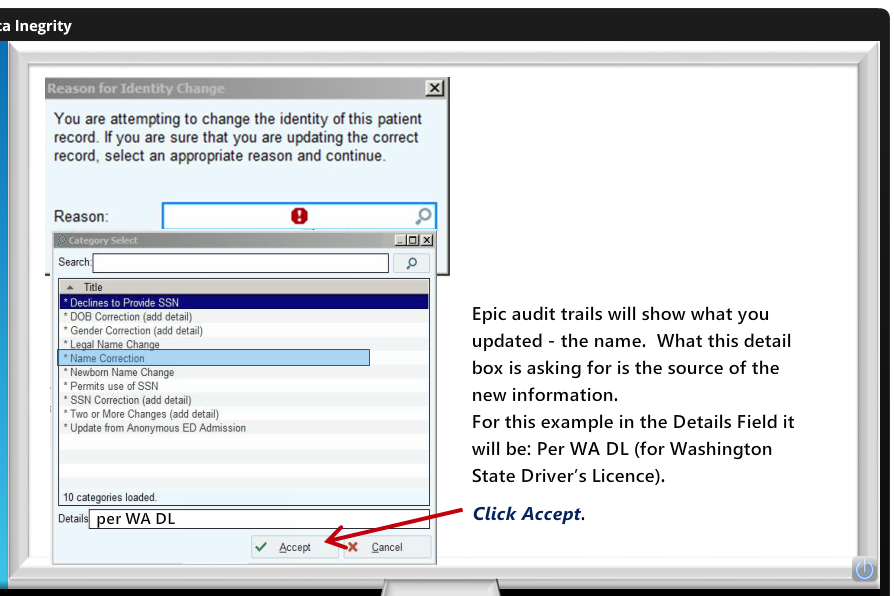 ta Inegrity
Reason for Identity Change
You are attempting to change the identity of this patient
record. If you are sure that you are updating the correct
record, select an appropriate reason and continue.
Reason:
Category Select
Search:
Title
* Declines to Provide SSN
* DOB Correction (add detail)
* Gender Correction (add detail)
* Legal Name Change
* Name Correction
* Newborn Name Change
* Permits use of SSN
* SSN Correction (add detail)
* Two or More Changes (add detail)
* Update from Anonymous ED Admission
10 categories loaded.
Details per WA DL
Accept Cancel
Epic audit trails will show what you
updated - the name. What this detail
box is asking for is the source of the
new information.
For this example in the Details Field it
will be: Per WA DL (for Washington
State Driver’s Licence).
Click Accept.